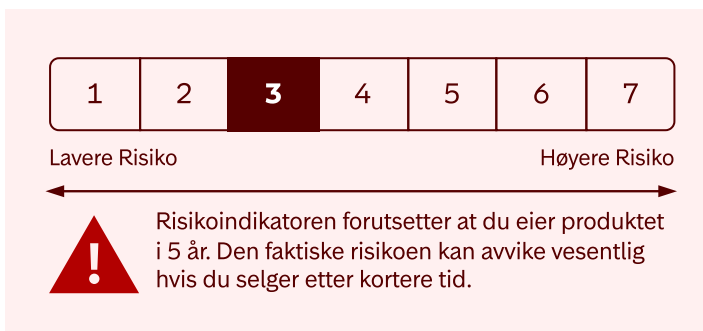 1 2 3 4 5 6 7
Lavere Risiko Høyere Risiko
Risikoindikatoren forutsetter at du eier produktet
i 5 år. Den faktiske risikoen kan avvike vesentlig
hvis du selger etter kortere tid.